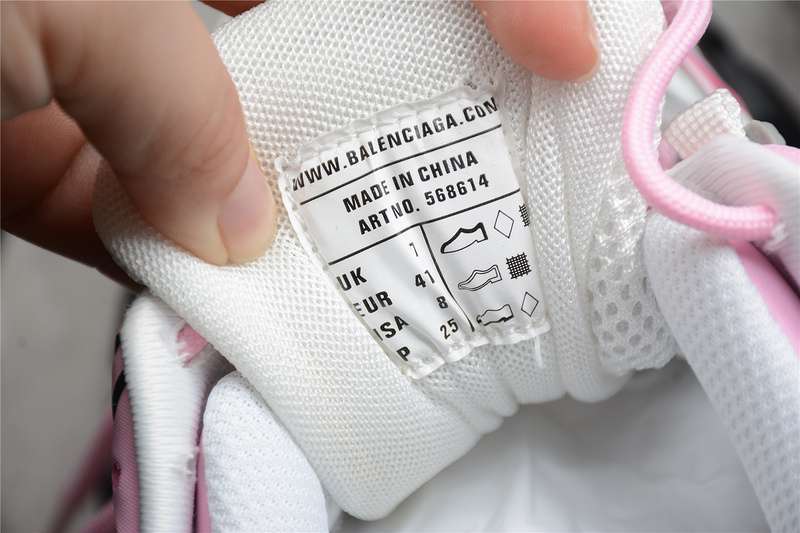 WWW.BALENCIAGA.COM
MADE IN CHINA
ART NO. 568614
UK 7
EUR 41
USA 8
25